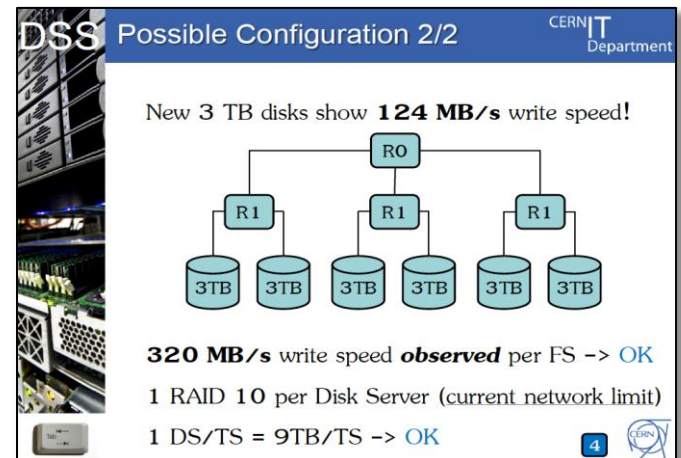 DSS Possible Configuration 2/2
CERN IT
Department
New 3 TB disks show 124 MB/s write speed!
R0
R1 R1 R1
3TB 3TB 3TB 3TB 3TB 3TB
320 MB/s write speed observed per FS -> OK
1 RAID 10 per Disk Server (current network limit)
1 DS/TS = 9TB/TS -> OK
Tab
4
CERN